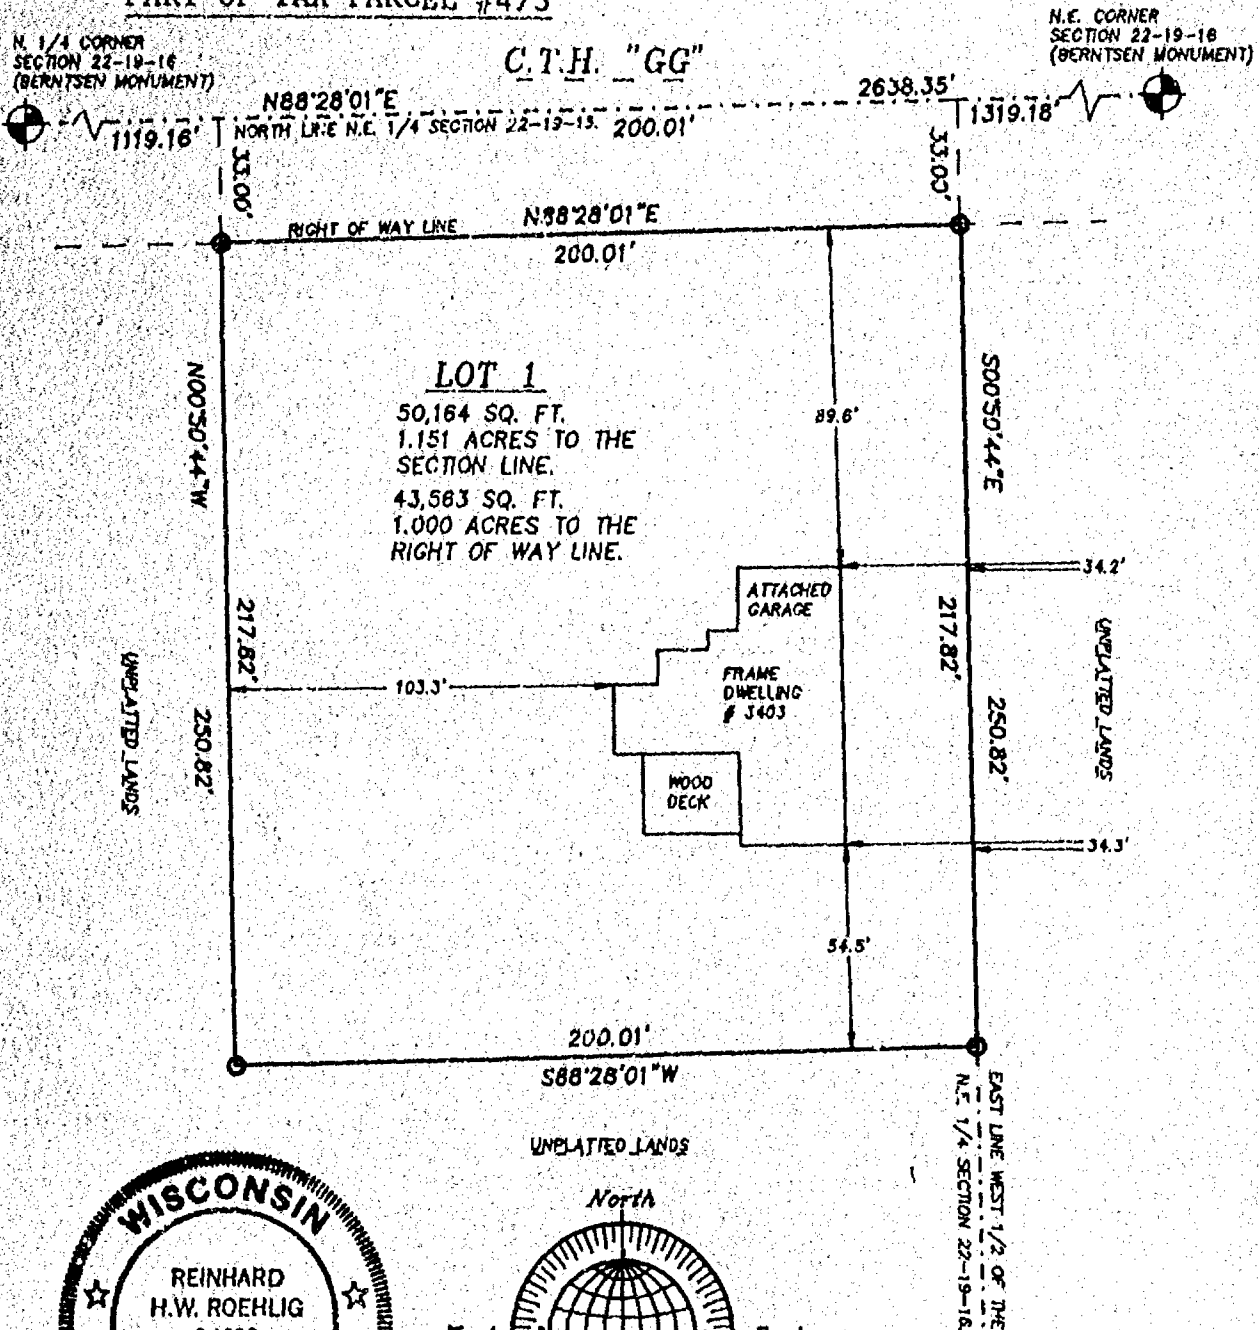 PART OF TAX PARCEL #473
N. 1/4 CORNER
SECTION 22-19-16
(BERNTSEN MONUMENT)
C.T.H. "GG"
N.E. CORNER
SECTION 22-19-16
(BERNTSEN MONUMENT)
N88°28'01"E
2638.35'
1119.16'
NORTH LINE N.E. 1/4 SECTION 22-19-16.
200.01'
1319.18'
33.00'
33.00'
RIGHT OF WAY LINE
N88°28'01"E
200.01'
LOT 1
50,164 SQ. FT.
1.151 ACRES TO THE
SECTION LINE.
43,563 SQ. FT.
1.000 ACRES TO THE
RIGHT OF WAY LINE.
N00°50'44"W
S00°50'44"E
89.6'
34.2'
ATTACHED
GARAGE
217.82'
217.82'
FRAME
DWELLING
# 3403
103.3'
UNPLATTED LANDS
250.82'
250.82'
UNPLATTED LANDS
WOOD
DECK
34.3'
54.5'
200.01'
S88°28'01"W
EAST LINE WEST 1/2 OF THE
N.E. 1/4 SECTION 22-19-16.
UNPLATTED LANDS
North
WISCONSIN
REINHARD
H.W. ROEHLIG